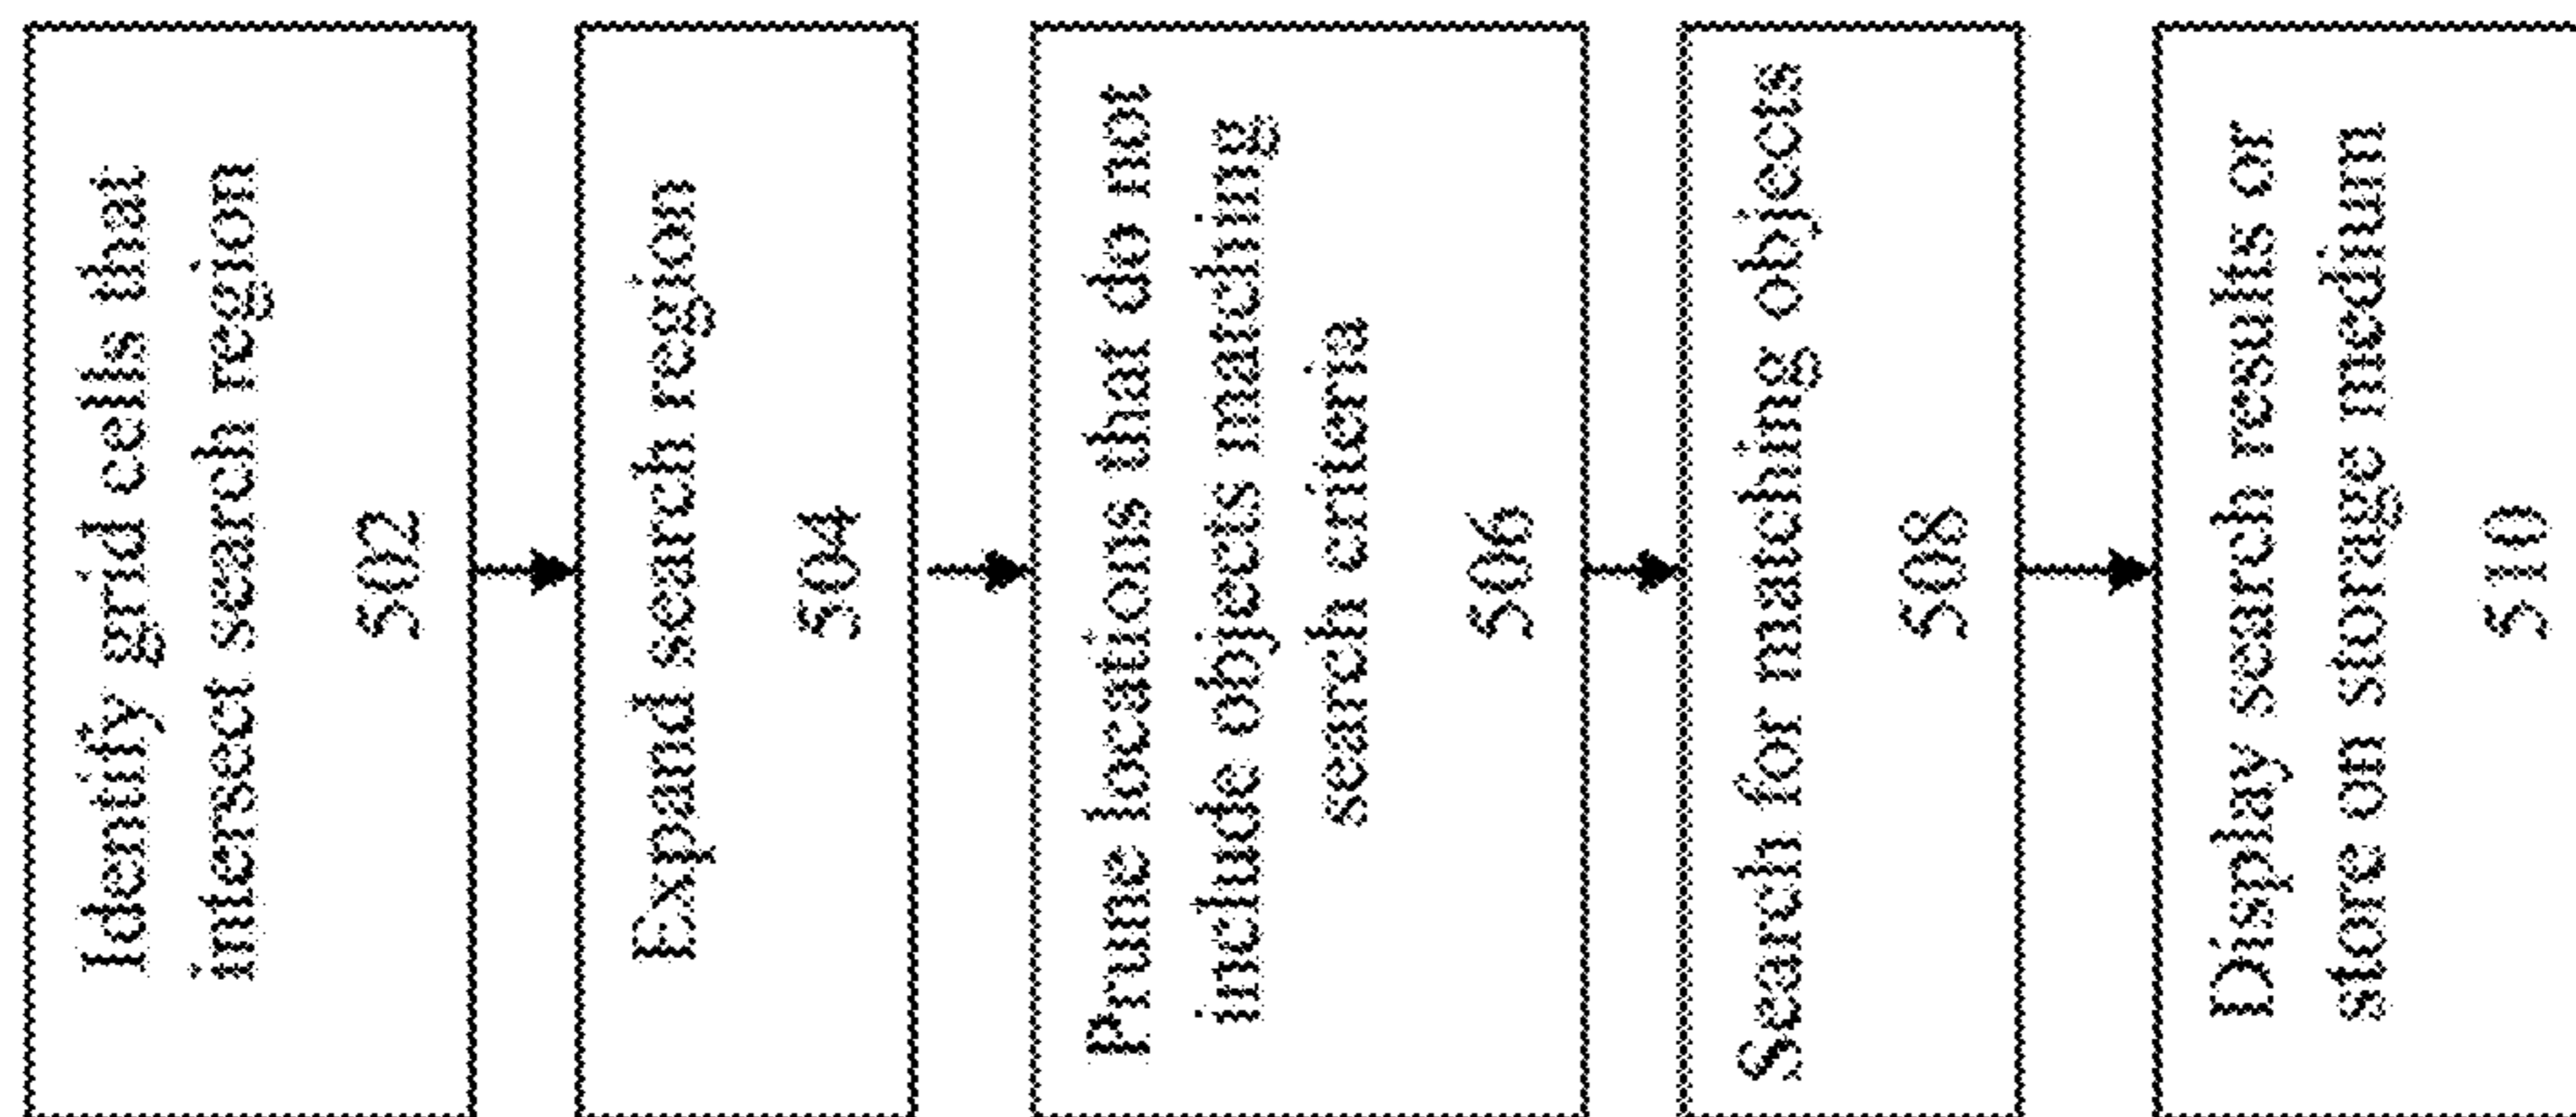 Identify grid cells that
intersect search region
502
Expand search region
504
Prune locations that do not
include objects matching
search criteria
506
Search for matching objects
508
Display search results or
store on storage medium
510